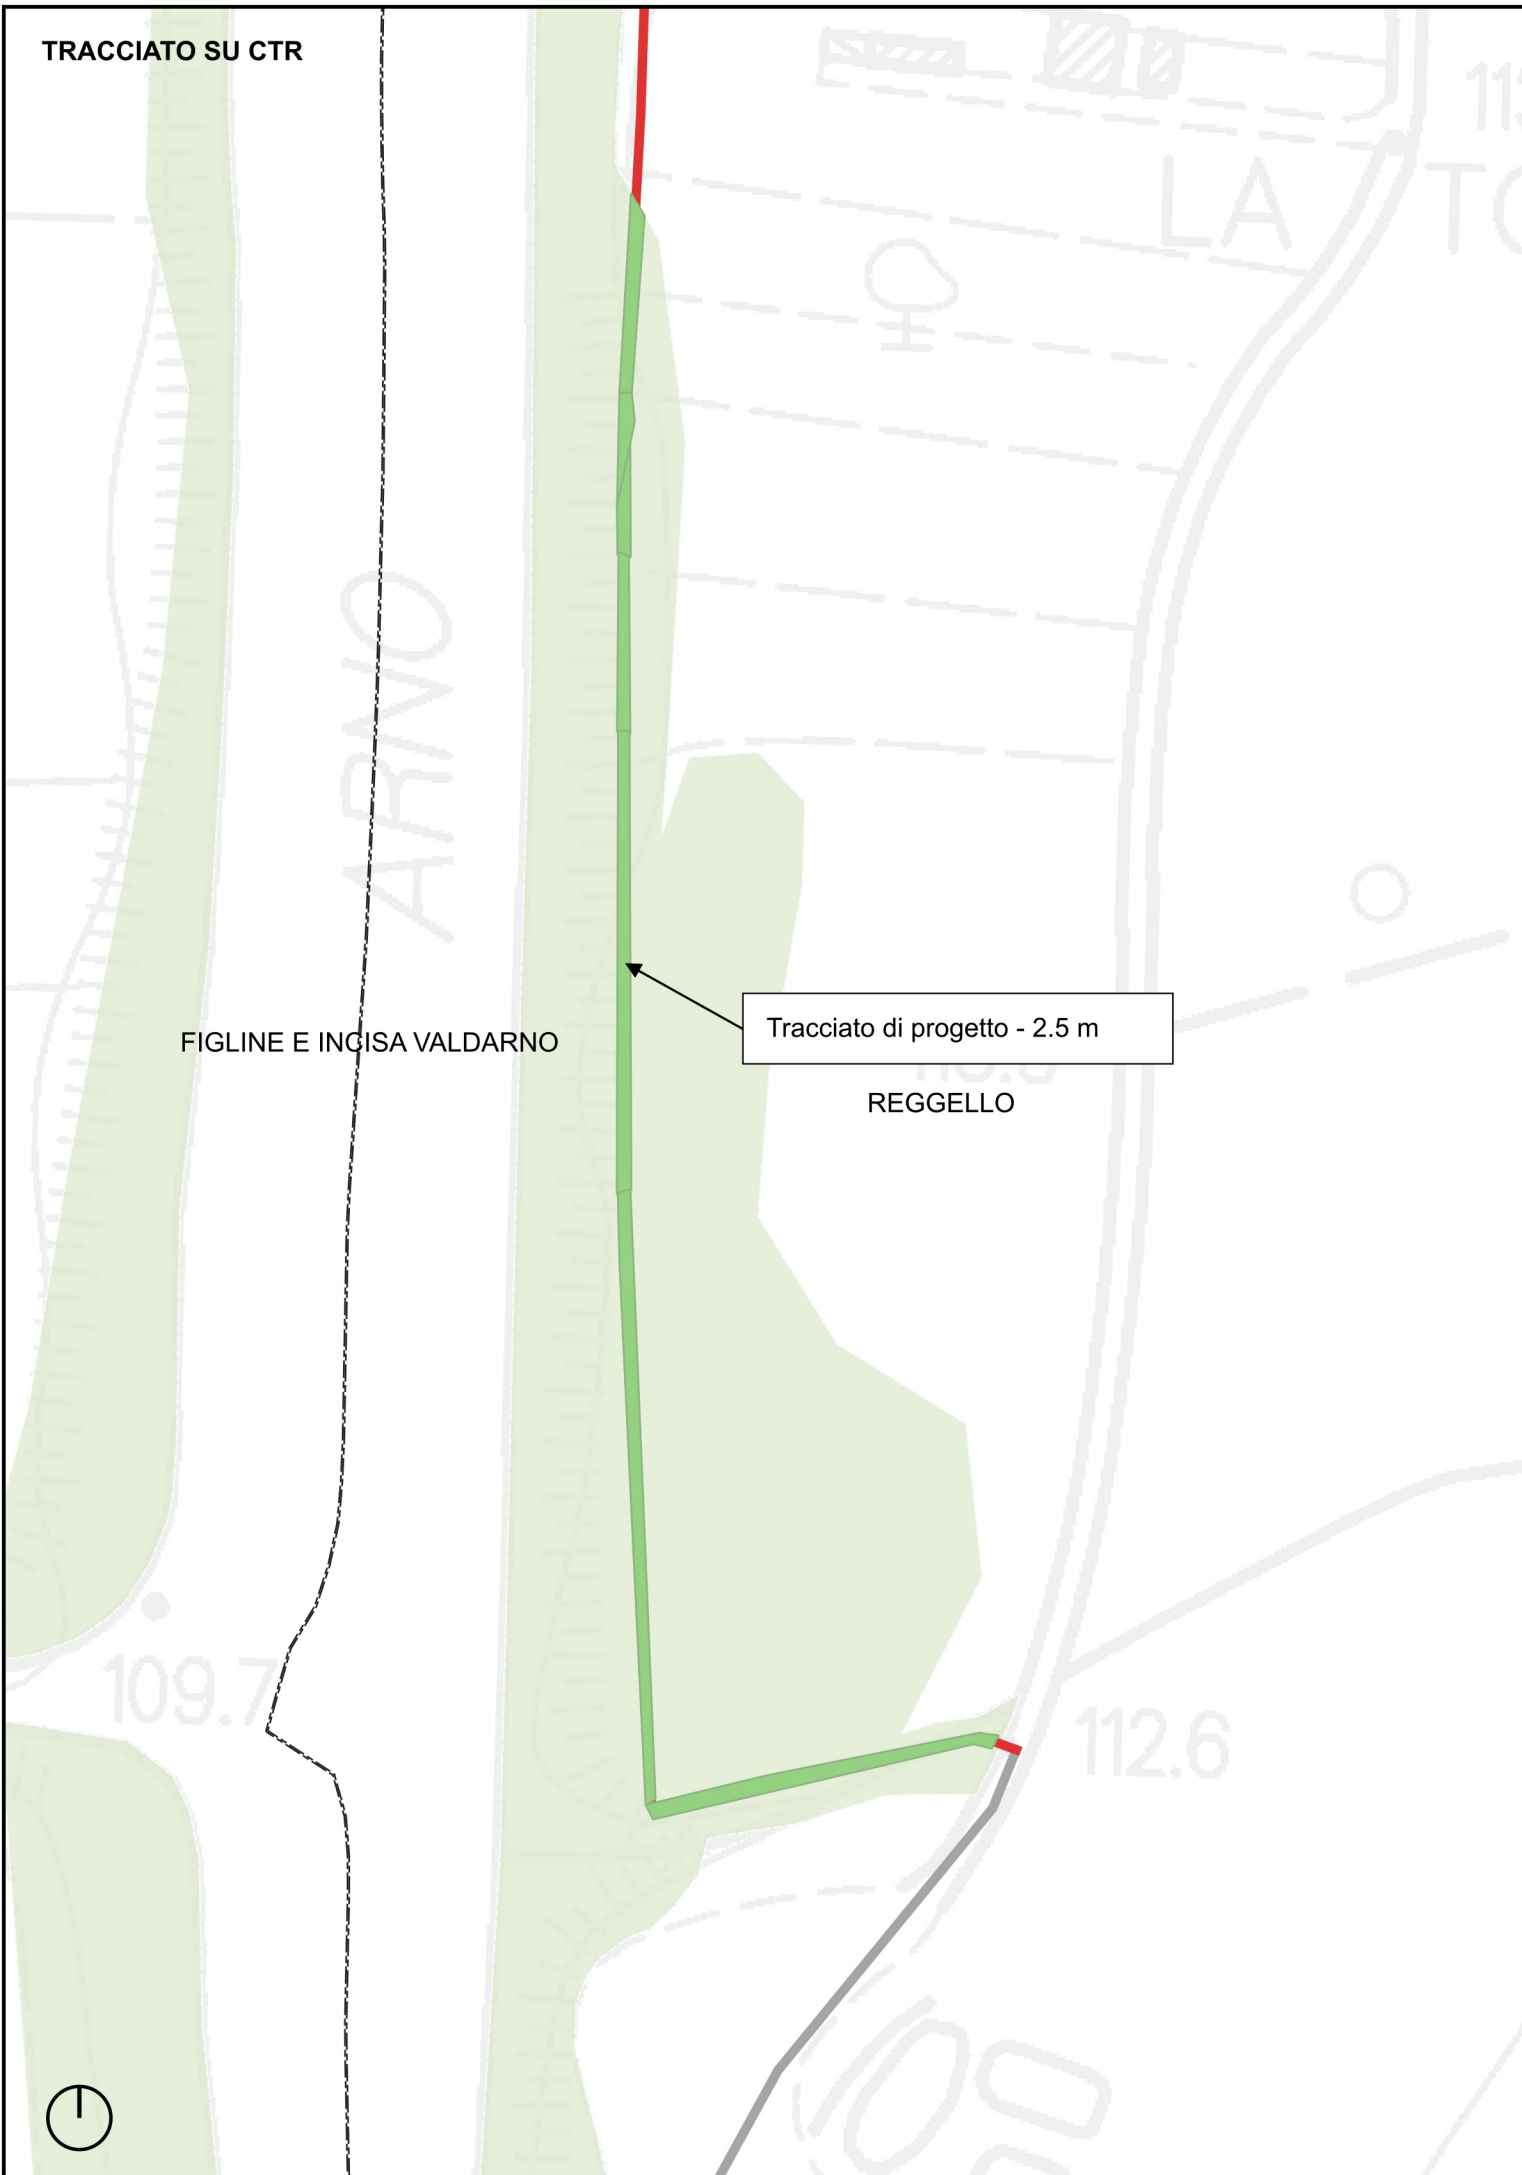 TRACCIATO SU CTR
LA
ARNO
FIGLINE E INCISA VALDARNO
Tracciato di progetto - 2.5 m
REGGELLO
109.7
112.6